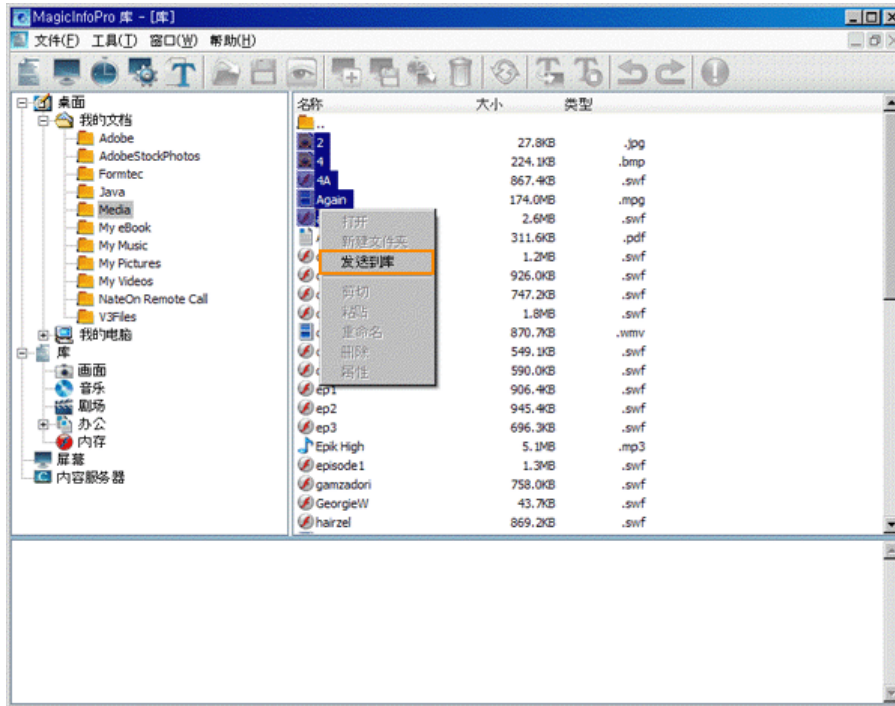 MagicInfoPro 库 - [库]
文件(F) 工具(T) 窗口(W) 帮助(H)
桌面
我的文档
Adobe
AdobeStockPhotos
Formtec
Java
Media
My eBook
My Music
My Pictures
My Videos
NateOn Remote Call
V3Files
我的电脑
库
画面
音乐
剧场
办公
内存
屏幕
内容服务器
名称 大小 类型
..
2 27.8KB .jpg
4 224.1KB .bmp
4A 867.4KB .swf
Again 174.0MB .mpg
2.6MB .swf
311.6KB .pdf
1.2MB .swf
926.0KB .swf
747.2KB .swf
1.8MB .swf
870.7KB .wmv
549.1KB .swf
590.0KB .swf
ep1 906.4KB .swf
ep2 945.4KB .swf
ep3 696.3KB .swf
Epik High 5.1MB .mp3
episode1 1.3MB .swf
gamzadori 758.0KB .swf
GeorgieW 43.7KB .swf
hairzel 869.2KB .swf
打开
新建文件夹
发送到库
剪切
粘贴
重命名
删除
属性